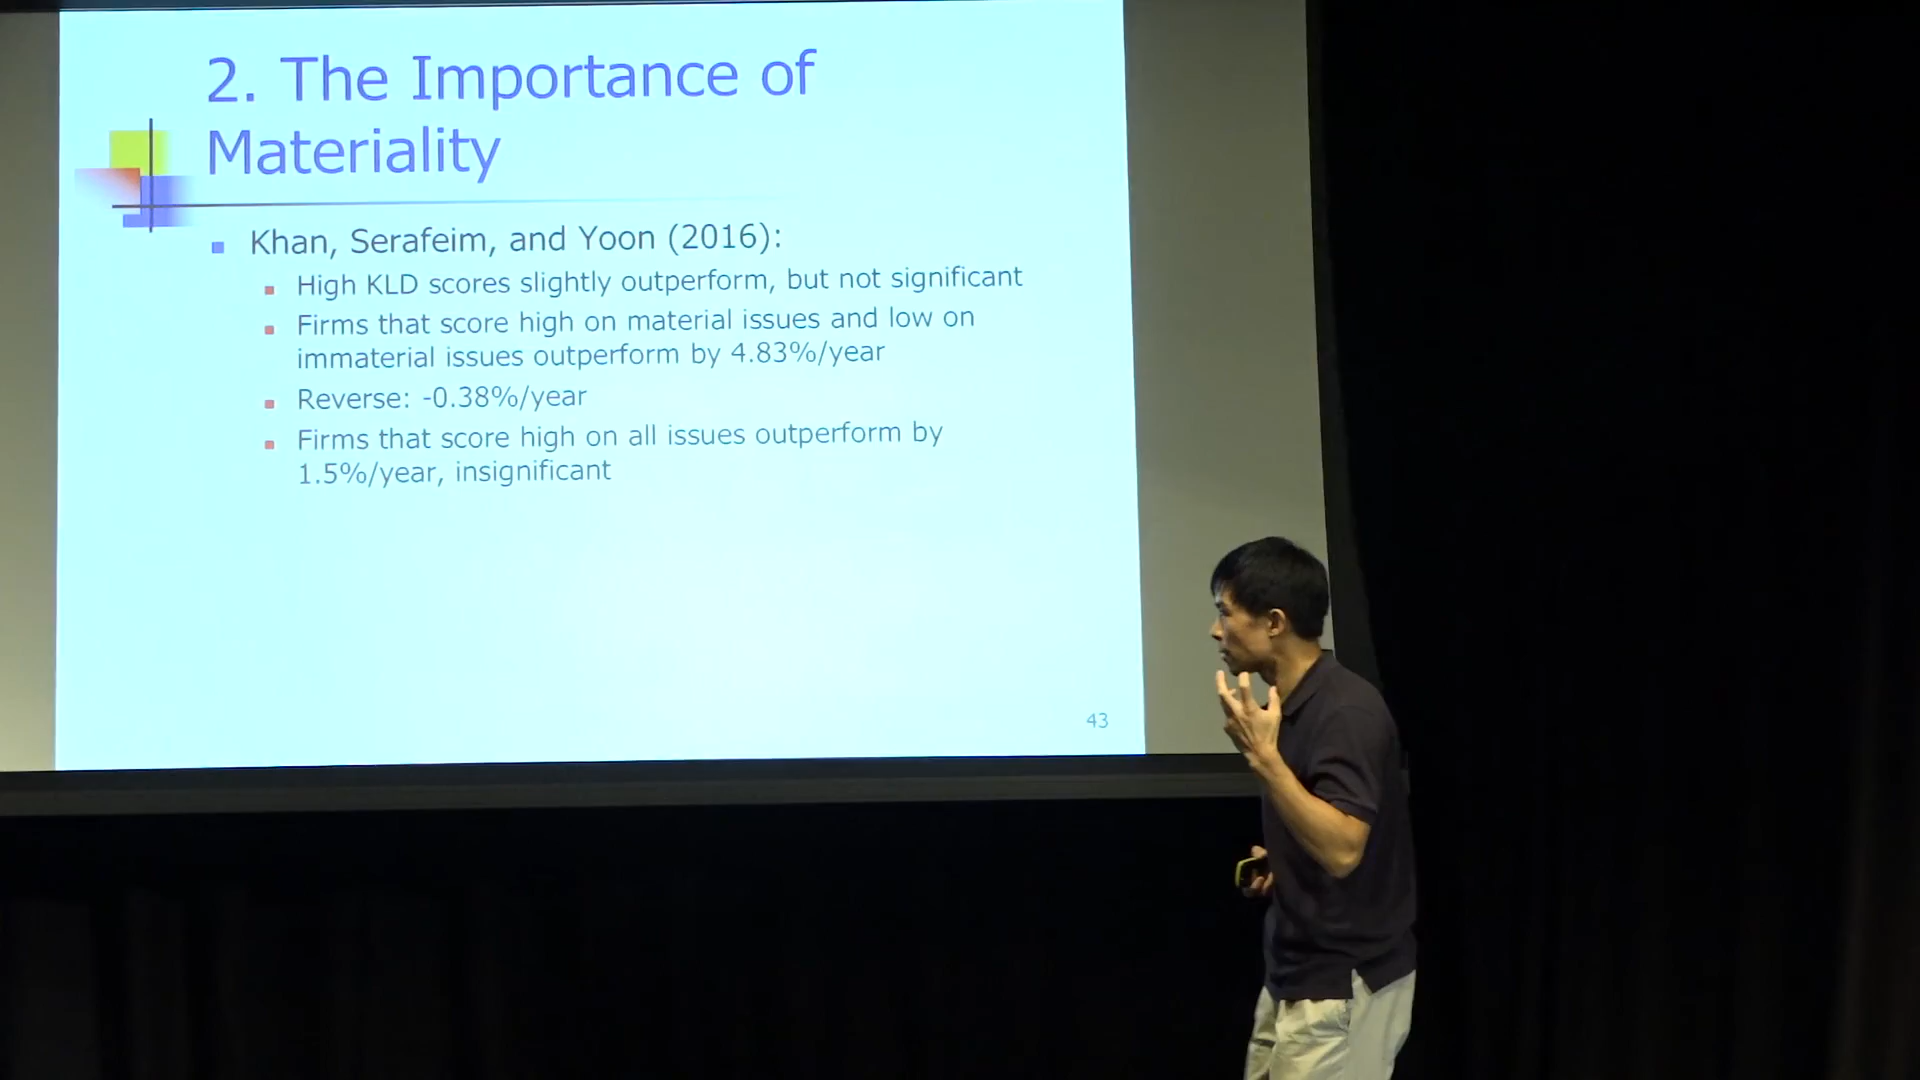 2. The Importance of
Materiality
Khan, Serafeim, and Yoon (2016):
High KLD scores slightly outperform, but not significant
Firms that score high on material issues and low on
immaterial issues outperform by 4.83%/year
Reverse: -0.38%/year
Firms that score high on all issues outperform by
1.5%/year, insignificant
43